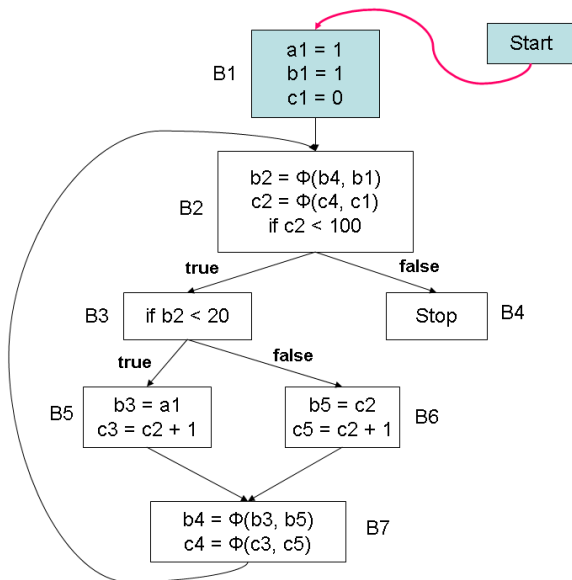 Start
B1
a1 = 1
b1 = 1
c1 = 0
B2
b2 = Φ(b4, b1)
c2 = Φ(c4, c1)
if c2 < 100
true
false
B3
if b2 < 20
Stop
B4
true
false
B5
b3 = a1
c3 = c2 + 1
b5 = c2
c5 = c2 + 1
B6
b4 = Φ(b3, b5)
c4 = Φ(c3, c5)
B7